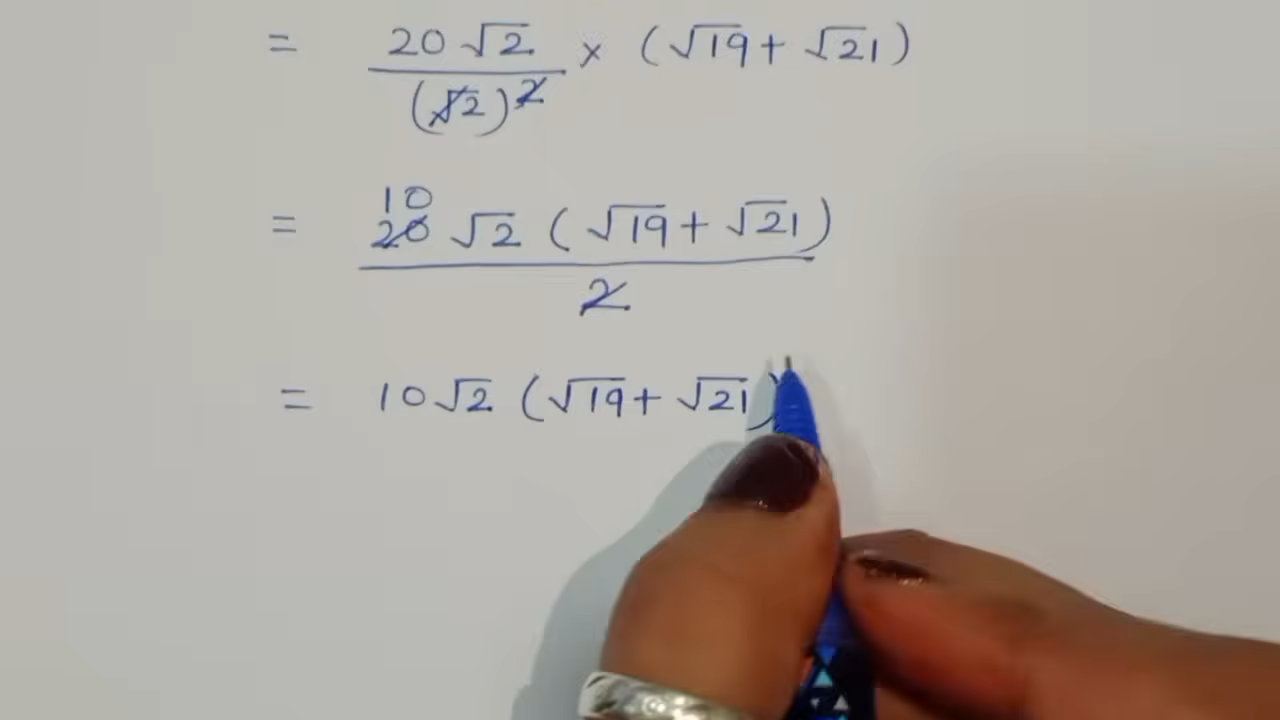 = 20√2 / (√2)² × (√19 + √21)
= 10
20 √2 (√19 + √21) / 2
= 10√2 (√19 + √21)